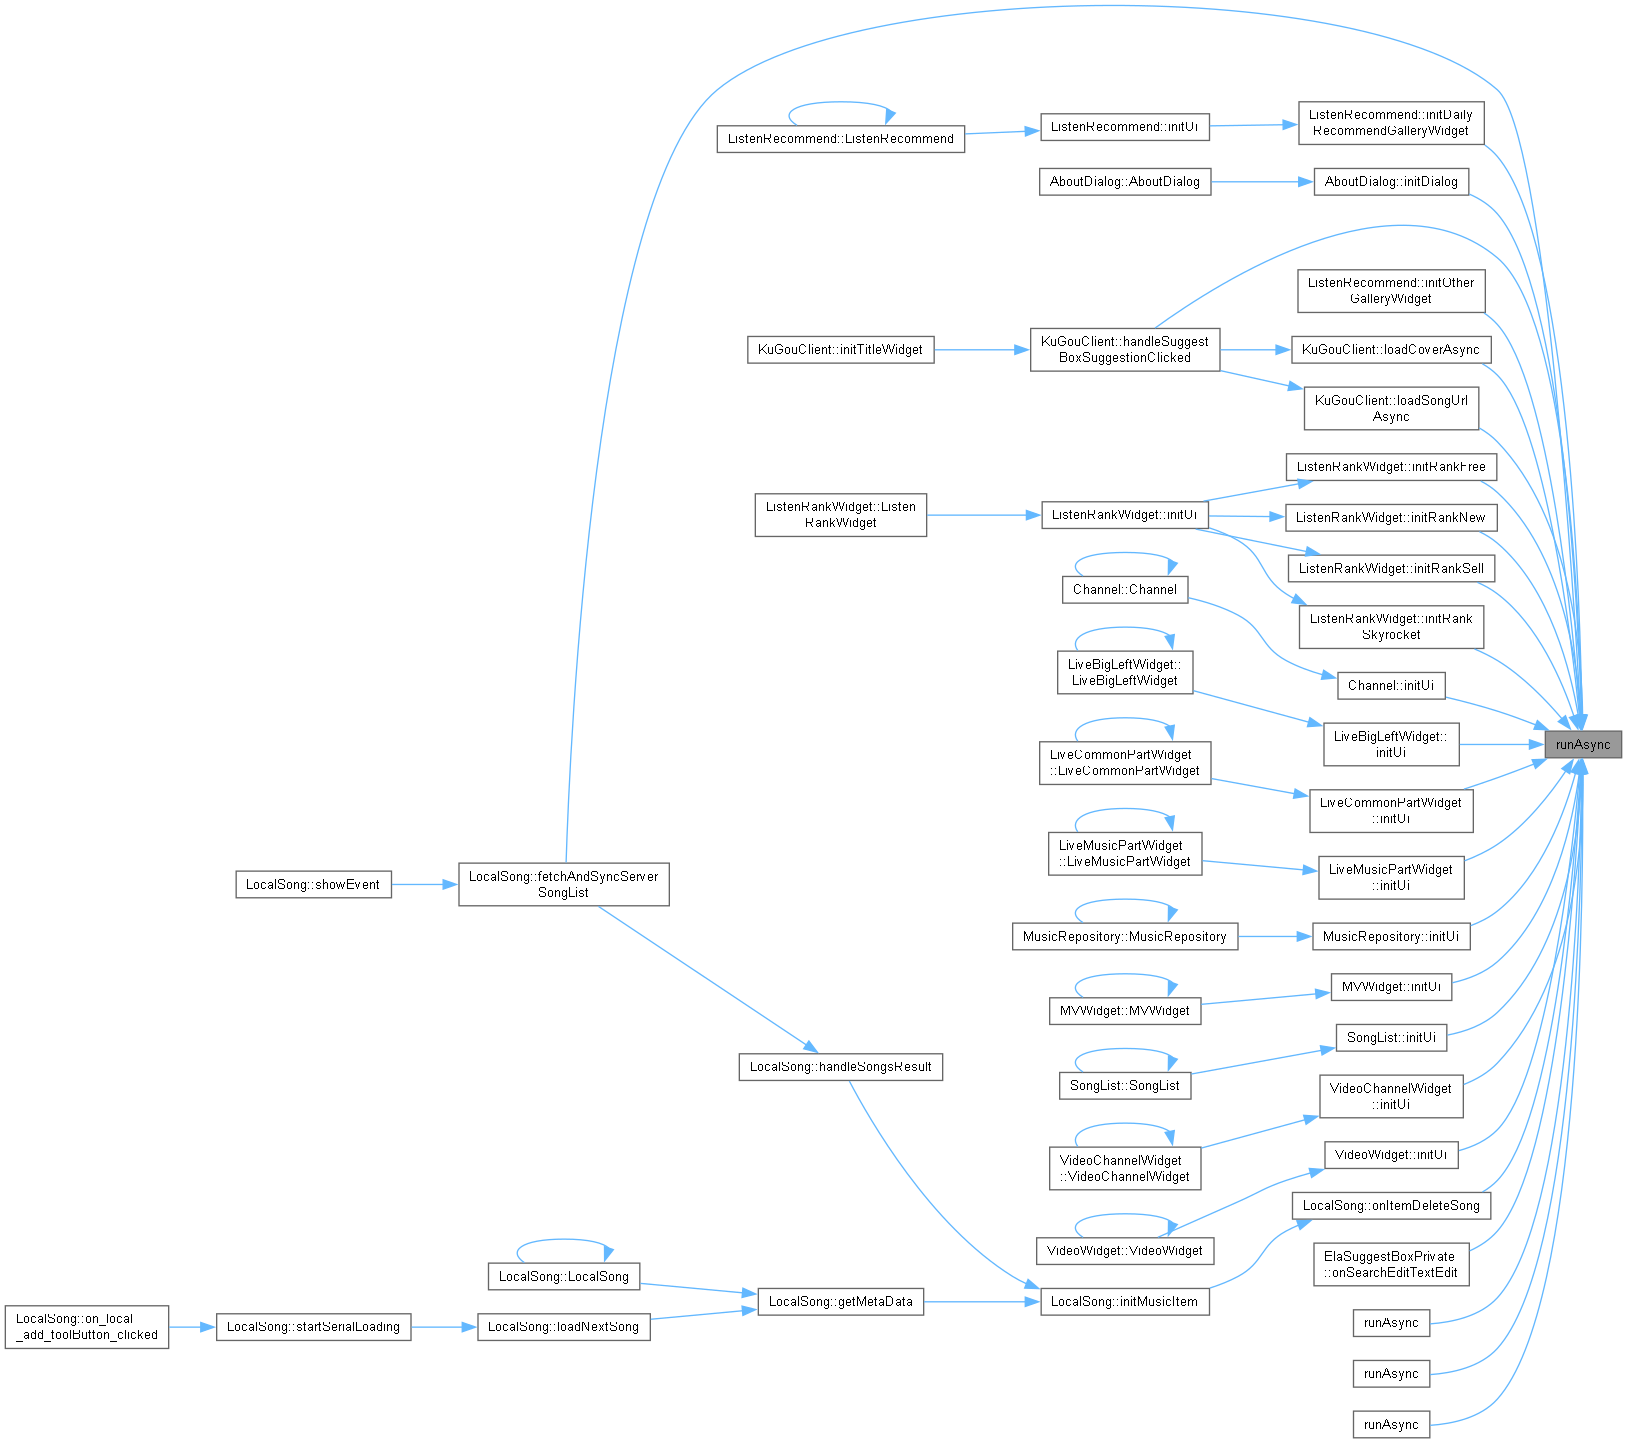 ListenRecommend::initDaily
RecommendGalleryWidget
ListenRecommend::initUi
ListenRecommend::ListenRecommend
AboutDialog::AboutDialog
AboutDialog::initDialog
ListenRecommend::initOther
GalleryWidget
KuGouClient::initTitleWidget
KuGouClient::handleSuggest
BoxSuggestionClicked
KuGouClient::loadCoverAsync
KuGouClient::loadSongUrl
Async
ListenRankWidget::initRankFree
ListenRankWidget::Listen
RankWidget
ListenRankWidget::initUi
ListenRankWidget::initRankNew
ListenRankWidget::initRankSell
Channel::Channel
ListenRankWidget::initRank
Skyrocket
LiveBigLeftWidget::
LiveBigLeftWidget
Channel::initUi
LiveBigLeftWidget::
initUi
runAsync
LiveCommonPartWidget
::LiveCommonPartWidget
LiveCommonPartWidget
::initUi
LiveMusicPartWidget
::LiveMusicPartWidget
LiveMusicPartWidget
::initUi
LocalSong::showEvent
LocalSong::fetchAndSyncServer
SongList
MusicRepository::MusicRepository
MusicRepository::initUi
MVWidget::initUi
MVWidget::MVWidget
SongList::initUi
LocalSong::handleSongsResult
SongList::SongList
VideoChannelWidget
::initUi
VideoChannelWidget
::VideoChannelWidget
VideoWidget::initUi
LocalSong::onItemDeleteSong
VideoWidget::VideoWidget
ElaSuggestBoxPrivate
::onSearchEditTextEdit
LocalSong::LocalSong
LocalSong::getMetaData
LocalSong::initMusicItem
LocalSong::on_local
_add_toolButton_clicked
LocalSong::startSerialLoading
LocalSong::loadNextSong
runAsync
runAsync
runAsync